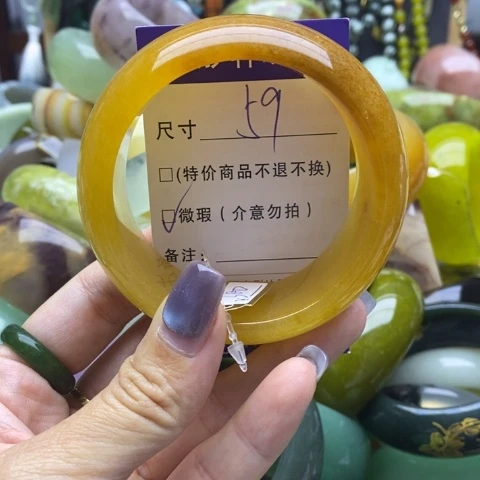 尺寸 59
□(特价商品不退不换)
☑微瑕(介意勿拍)
备注: